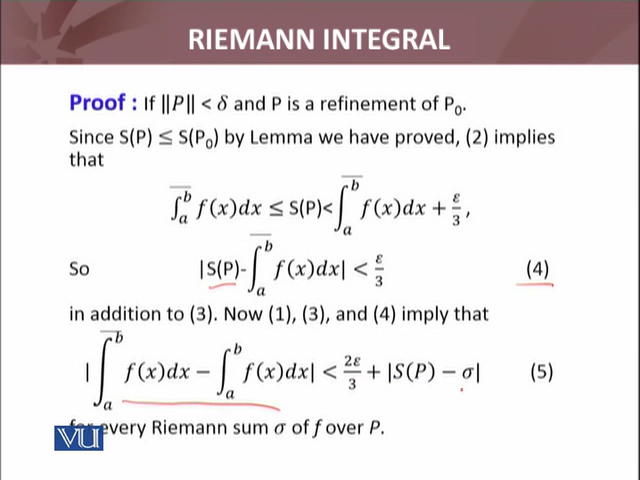 RIEMANN INTEGRAL
Proof : If ||P|| < δ and P is a refinement of P₀.
Since S(P) ≤ S(P₀) by Lemma we have proved, (2) implies
that
∫̅ₐᵇ f(x)dx ≤ S(P)< ∫̅ₐᵇ f(x)dx + ε/3,
So |S(P)- ∫̅ₐᵇ f(x)dx| < ε/3 (4)
in addition to (3). Now (1), (3), and (4) imply that
|∫̅ₐᵇ f(x)dx − ∫ₐᵇ f(x)dx| < 2ε/3 + |S(P) − σ| (5)
every Riemann sum σ of f over P.
VU